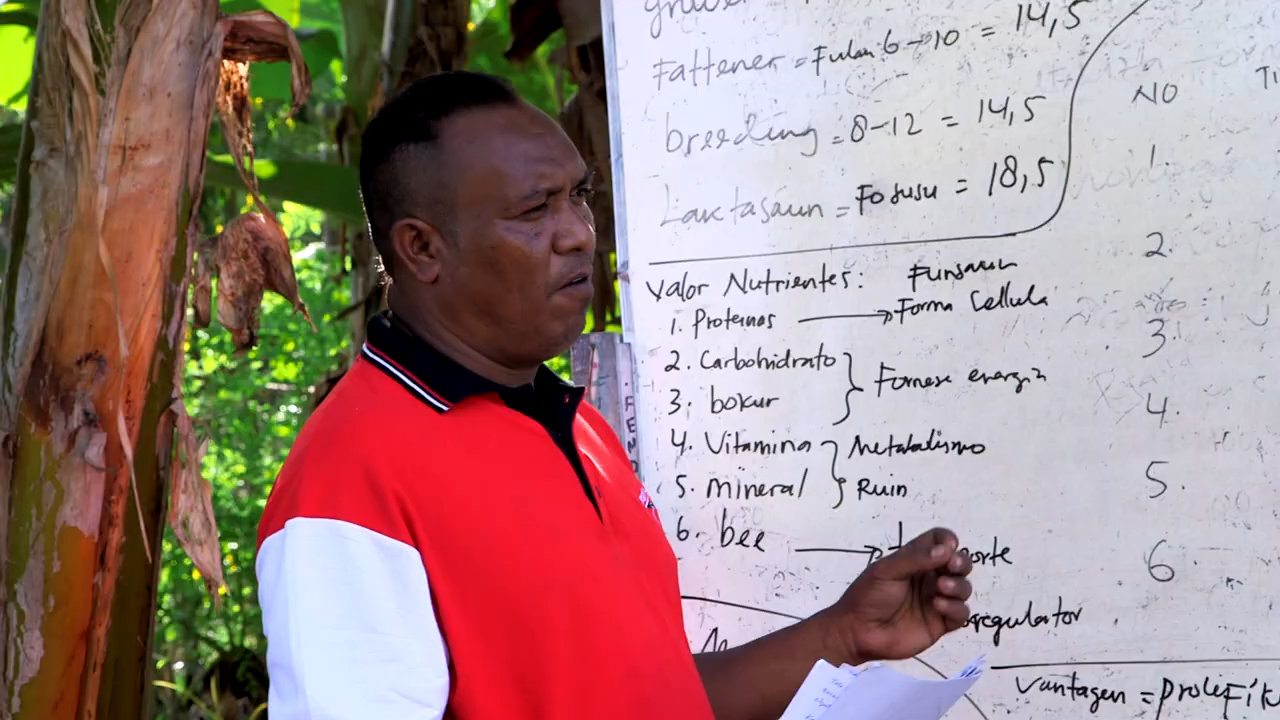 grower
Fattener = Fulan 6-10 = 14,5
breeding = 8-12 = 14,5
Laktasaun = Fo susu = 18,5
Valor Nutrientes: Funsaun
1. Proteinas → Forma Cellula
2. Carbohidrato
3. bokur
Fornese energia
4. Vitamina
5. Mineral
Metabolismo
Ruin
6. bee →
regulator
NO
1.
2
3.
4.
5.
6
Vantagen = Prolefik